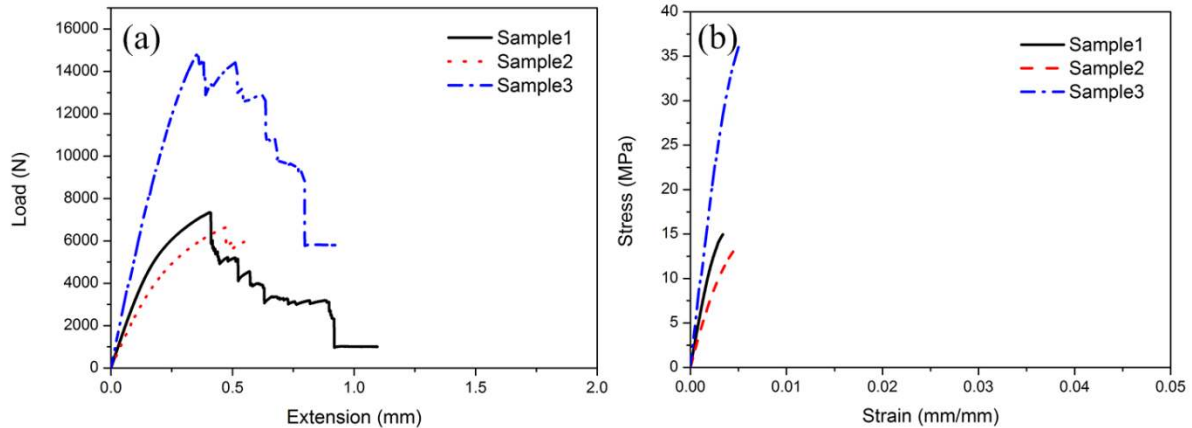 (a)
Sample1
Sample2
Sample3
16000
14000
12000
10000
8000
6000
4000
2000
0
Load (N)
0.0 0.5 1.0 1.5 2.0
Extension (mm)
(b)
Sample1
Sample2
Sample3
40
35
30
25
20
15
10
5
0
Stress (MPa)
0.00 0.01 0.02 0.03 0.04 0.05
Strain (mm/mm)